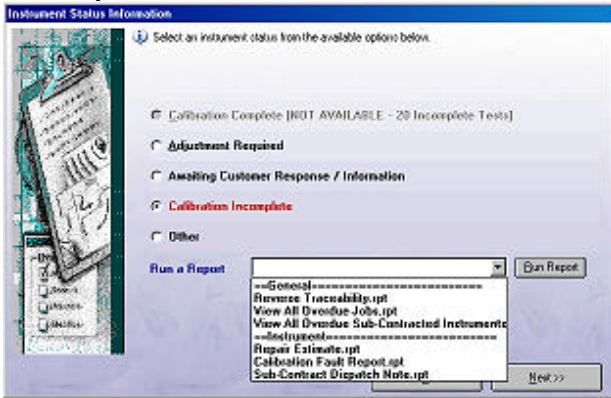 Instrument Status Information
Select an instrument status from the available options below.
Calibration Complete [NOT AVAILABLE - 20 Incomplete Tests]
Adjustment Required
Awaiting Customer Response / Information
Calibration Incomplete
Other
Run a Report
Run Report
==General==============================
Reverse Traceability.rpt
View All Overdue Jobs.rpt
View All Overdue Sub-Contracted Instruments
==Instrument===========================
Repair Estimate.rpt
Calibration Fault Report.rpt
Sub-Contract Dispatch Note.rpt
Next >>